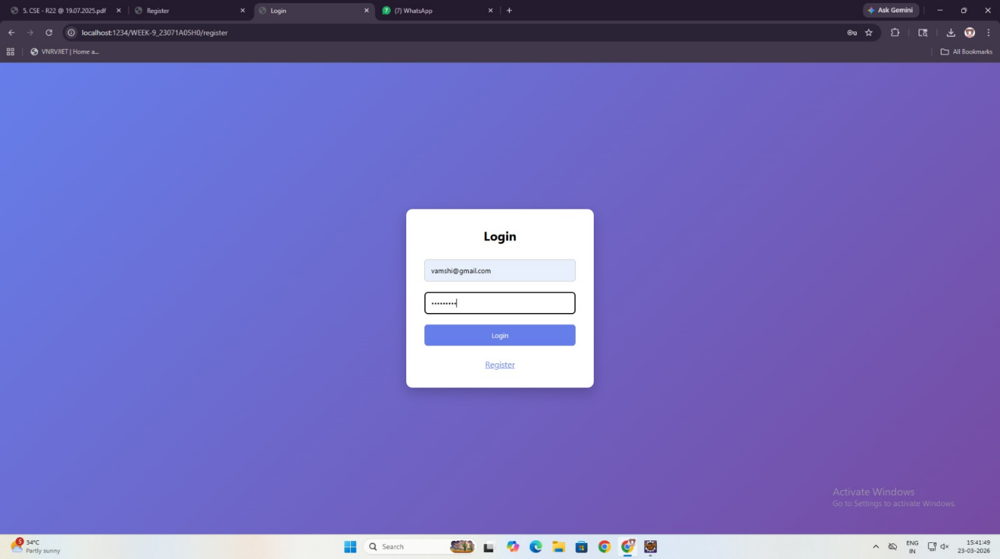 5. CSE - R22 @ 19.07.2025.pdf
Register
Login
7 (7) WhatsApp
Ask Gemini
localhost:1234/WEEK-9_23071A05H0/register
VNRVJIET | Home a...
All Bookmarks
Login
vamshi@gmail.com
•••••••••
Login
Register
Activate Windows
Go to Settings to activate Windows.
5
34°C
Partly sunny
Search
ENG
IN
15:41:49
23-03-2026